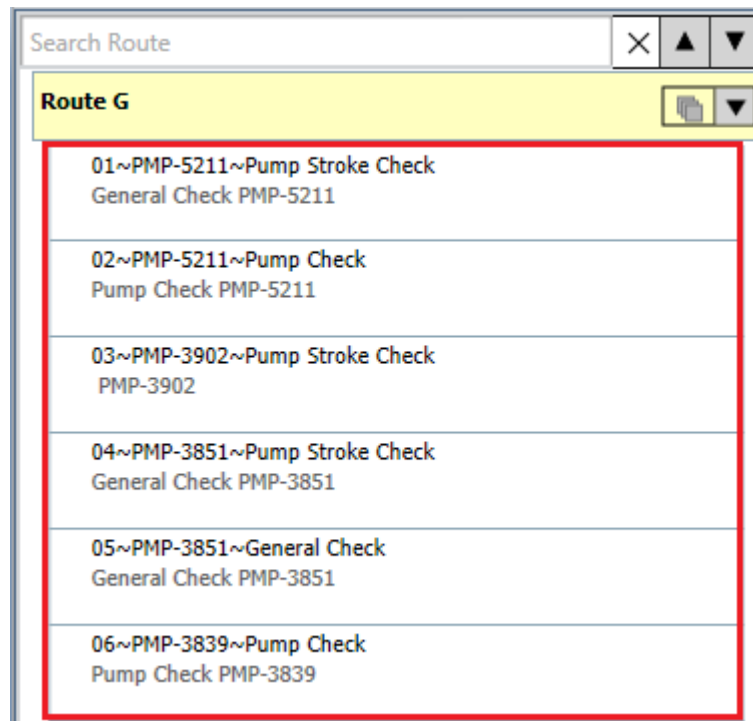 Search Route
Route G
01~PMP-5211~Pump Stroke Check
General Check PMP-5211
02~PMP-5211~Pump Check
Pump Check PMP-5211
03~PMP-3902~Pump Stroke Check
PMP-3902
04~PMP-3851~Pump Stroke Check
General Check PMP-3851
05~PMP-3851~General Check
General Check PMP-3851
06~PMP-3839~Pump Check
Pump Check PMP-3839